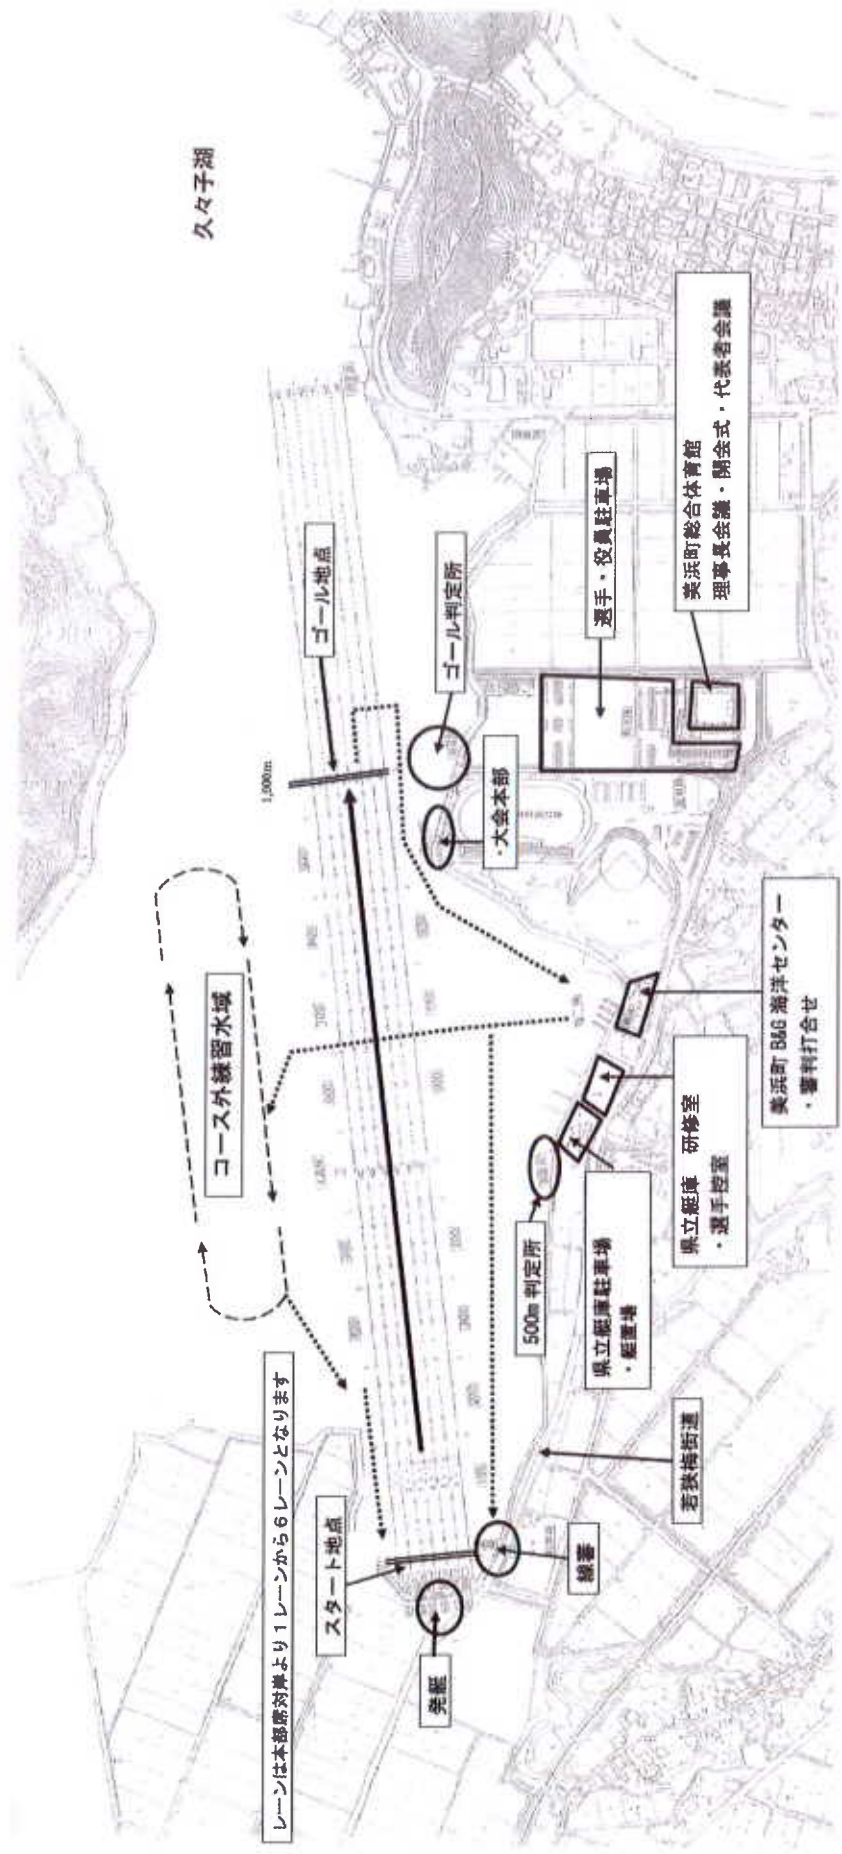 久々子湖
1,000m
ゴール地点
ゴール判定所
・大会本部
選手・役員駐車場
美浜町総合体育館
理事長会議・開会式・代表者会議
コース外練習水域
美浜町 B&G 海洋センター
・審判打合せ
県立艇庫 研修室
・選手控室
県立艇庫駐車場
・艇置場
500m 判定所
レーンは本部席対岸より1レーンから6レーンとなります
スタート地点
発艇
線審
若狭梅街道